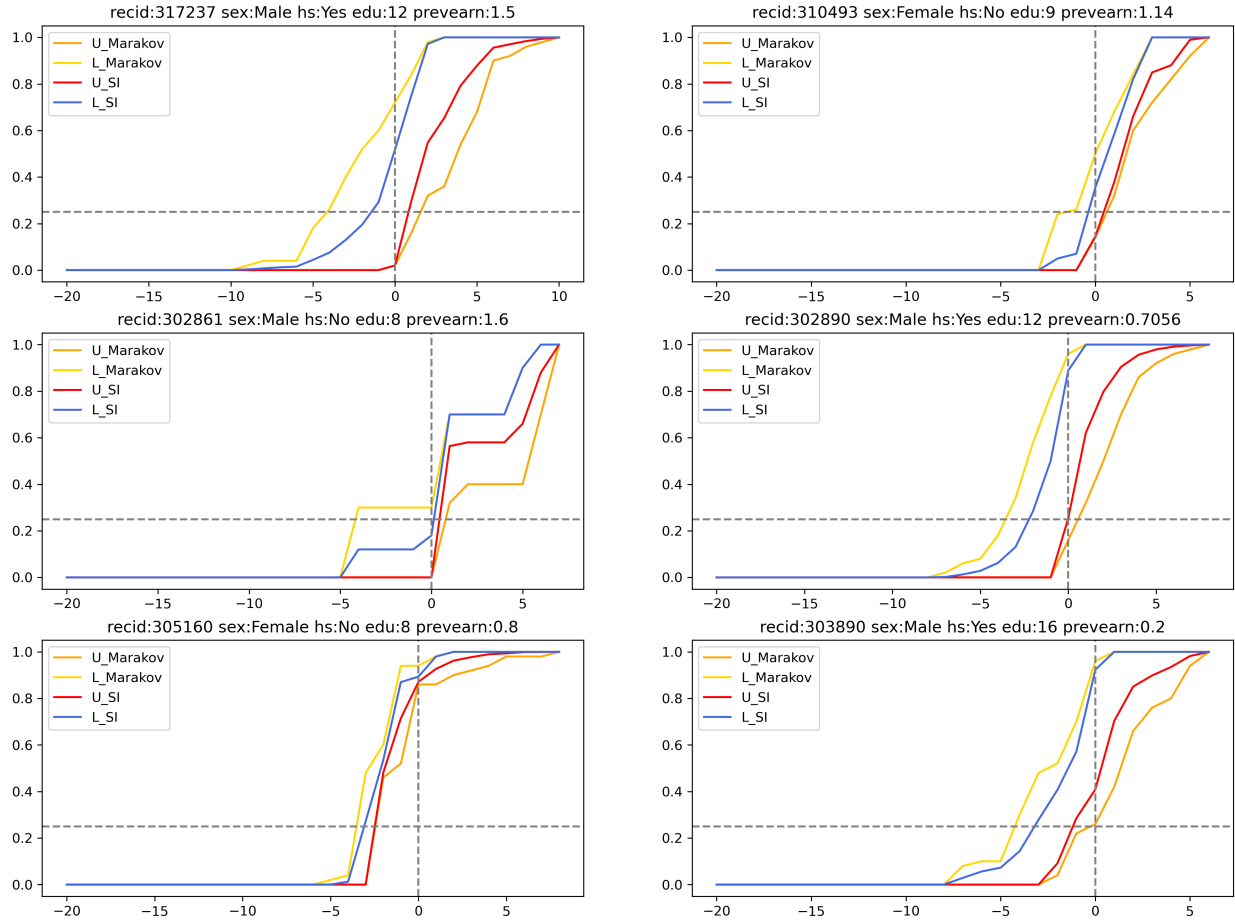 recid:317237 sex:Male hs:Yes edu:12 prevearn:1.5
1.0
0.8
0.6
0.4
0.2
0.0
U_Marakov
L_Marakov
U_SI
L_SI
−20 −15 −10 −5 0 5 10
recid:310493 sex:Female hs:No edu:9 prevearn:1.14
1.0
0.8
0.6
0.4
0.2
0.0
U_Marakov
L_Marakov
U_SI
L_SI
−20 −15 −10 −5 0 5
recid:302861 sex:Male hs:No edu:8 prevearn:1.6
1.0
0.8
0.6
0.4
0.2
0.0
U_Marakov
L_Marakov
U_SI
L_SI
−20 −15 −10 −5 0 5
recid:302890 sex:Male hs:Yes edu:12 prevearn:0.7056
1.0
0.8
0.6
0.4
0.2
0.0
U_Marakov
L_Marakov
U_SI
L_SI
−20 −15 −10 −5 0 5
recid:305160 sex:Female hs:No edu:8 prevearn:0.8
1.0
0.8
0.6
0.4
0.2
0.0
U_Marakov
L_Marakov
U_SI
L_SI
−20 −15 −10 −5 0 5
recid:303890 sex:Male hs:Yes edu:16 prevearn:0.2
1.0
0.8
0.6
0.4
0.2
0.0
U_Marakov
L_Marakov
U_SI
L_SI
−20 −15 −10 −5 0 5